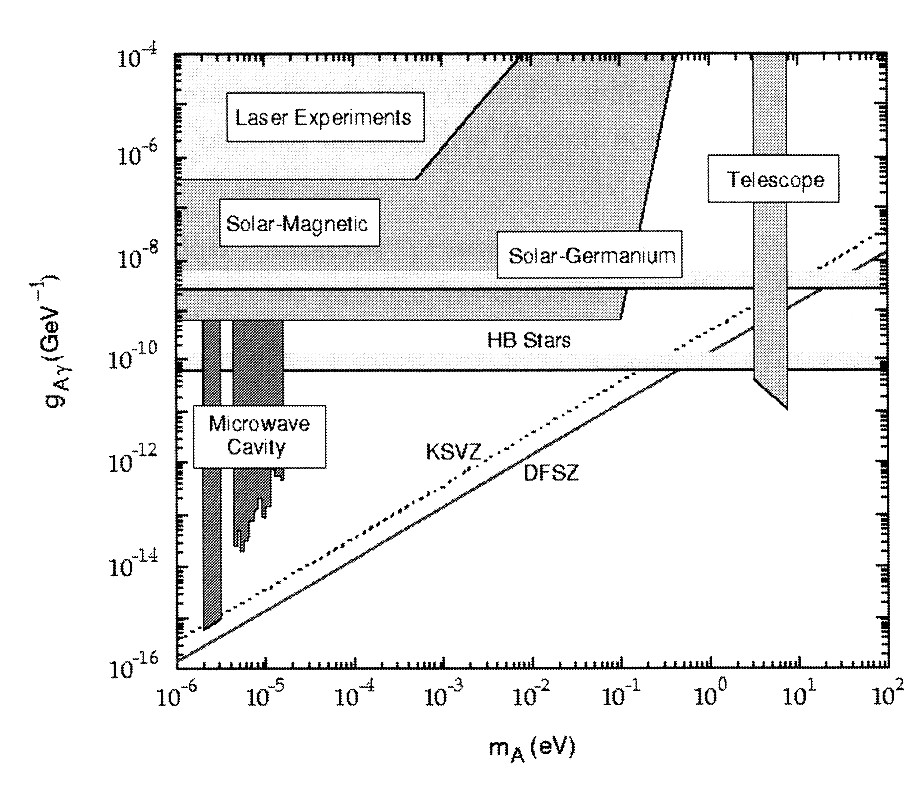 10^-4
10^-6
10^-8
10^-10
10^-12
10^-14
10^-16
g_Aγ (GeV^-1)
Laser Experiments
Telescope
Solar-Magnetic
Solar-Germanium
HB Stars
Microwave
Cavity
KSVZ
DFSZ
10^-6 10^-5 10^-4 10^-3 10^-2 10^-1 10^0 10^1 10^2
m_A (eV)